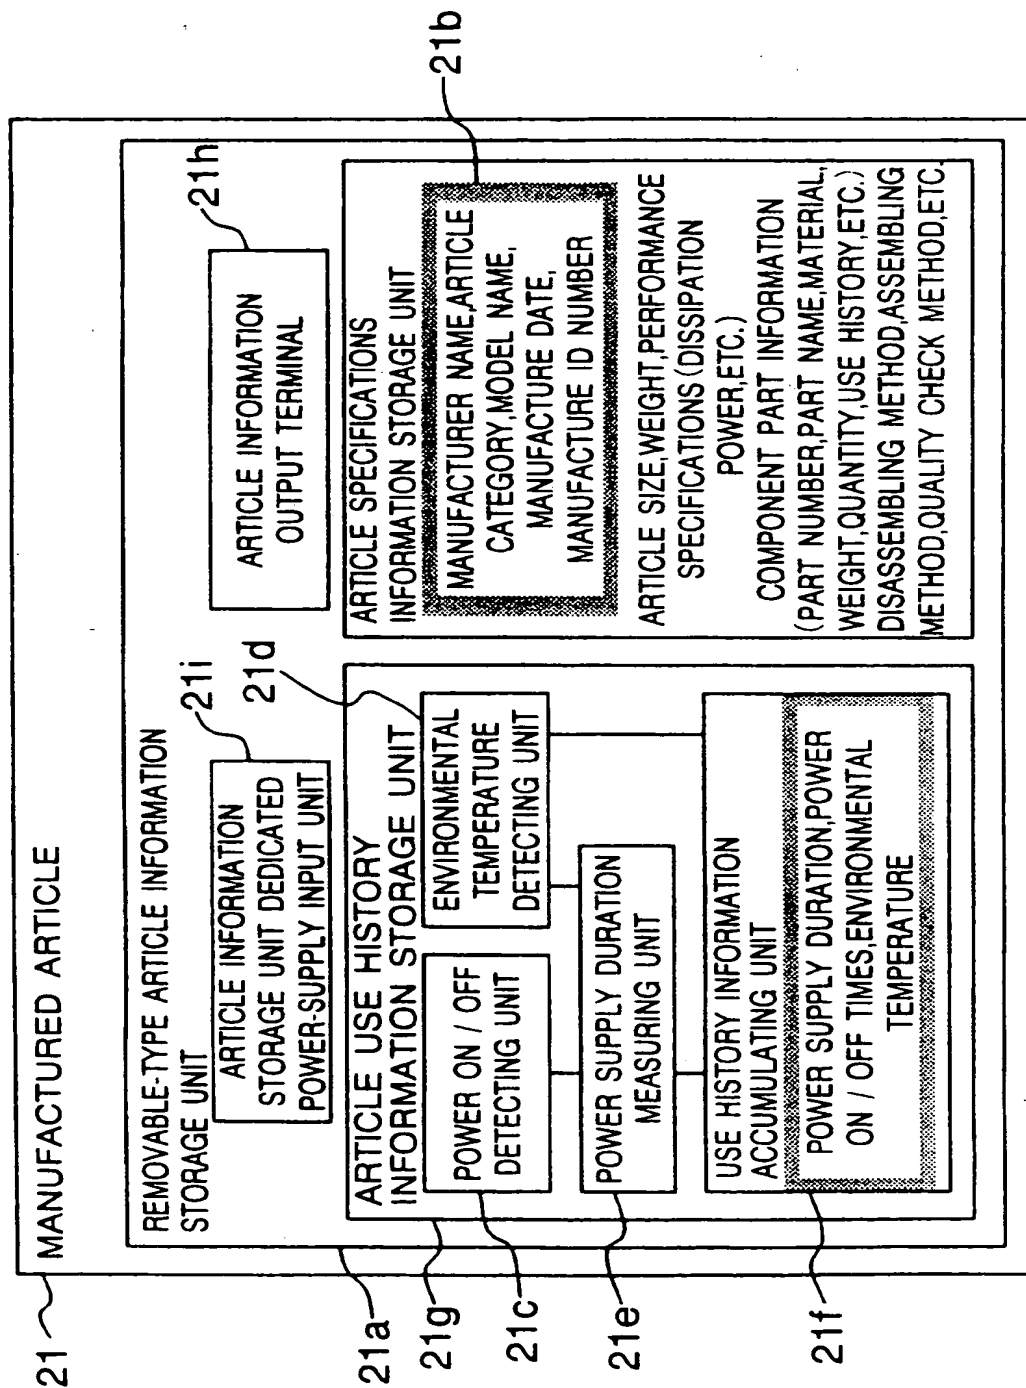 21
MANUFACTURED ARTICLE
REMOVABLE-TYPE ARTICLE INFORMATION
STORAGE UNIT
21a
21i
ARTICLE INFORMATION
STORAGE UNIT DEDICATED
POWER-SUPPLY INPUT UNIT
21h
ARTICLE INFORMATION
OUTPUT TERMINAL
21g
ARTICLE USE HISTORY
INFORMATION STORAGE UNIT
21c
POWER ON / OFF
DETECTING UNIT
21d
ENVIRONMENTAL
TEMPERATURE
DETECTING UNIT
21e
POWER SUPPLY DURATION
MEASURING UNIT
21f
USE HISTORY INFORMATION
ACCUMULATING UNIT
POWER SUPPLY DURATION,POWER
ON / OFF TIMES,ENVIRONMENTAL
TEMPERATURE
21b
ARTICLE SPECIFICATIONS
INFORMATION STORAGE UNIT
MANUFACTURER NAME,ARTICLE
CATEGORY,MODEL NAME,
MANUFACTURE DATE,
MANUFACTURE ID NUMBER
ARTICLE SIZE,WEIGHT,PERFORMANCE
SPECIFICATIONS(DISSIPATION
POWER,ETC.)
COMPONENT PART INFORMATION
(PART NUMBER,PART NAME,MATERIAL,
WEIGHT,QUANTITY,USE HISTORY,ETC.)
DISASSEMBLING METHOD,ASSEMBLING
METHOD,QUALITY CHECK METHOD,ETC.